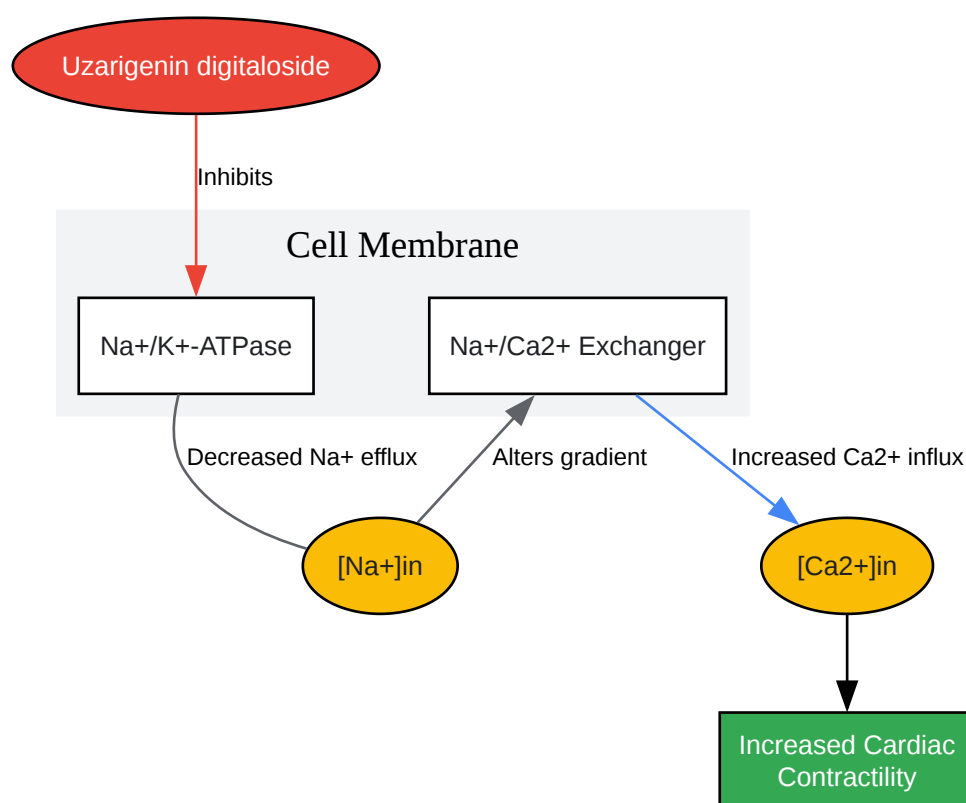 Uzarigenin digitaloside
Inhibits
Cell Membrane
Na+/K+-ATPase
Na+/Ca2+ Exchanger
Decreased Na+ efflux
Alters gradient
Increased Ca2+ influx
[Na+]in
[Ca2+]in
Increased Cardiac
Contractility